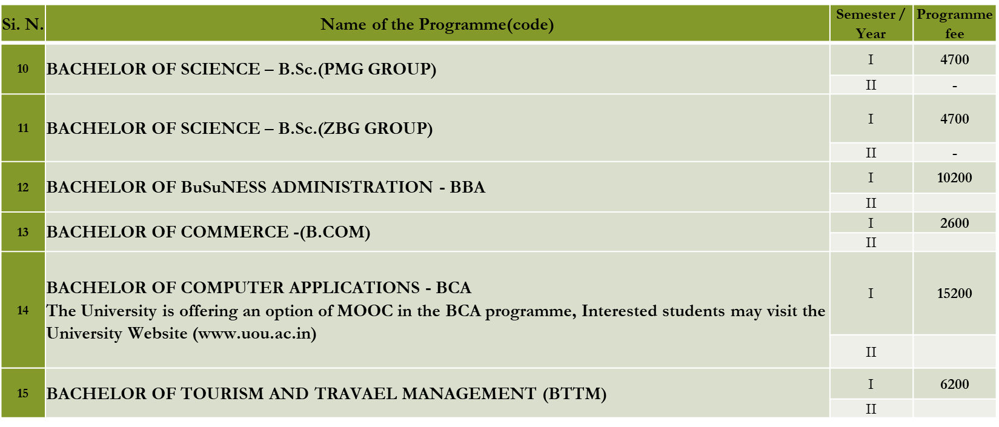 Si. N. Name of the Programme(code) Semester / Year Programme fee
10 BACHELOR OF SCIENCE – B.Sc.(PMG GROUP) I 4700
II -
11 BACHELOR OF SCIENCE – B.Sc.(ZBG GROUP) I 4700
II -
12 BACHELOR OF BuSuNESS ADMINISTRATION - BBA I 10200
II
13 BACHELOR OF COMMERCE -(B.COM) I 2600
II
14 BACHELOR OF COMPUTER APPLICATIONS - BCA
The University is offering an option of MOOC in the BCA programme, Interested students may visit the
University Website (www.uou.ac.in)
I 15200
II
15 BACHELOR OF TOURISM AND TRAVAEL MANAGEMENT (BTTM) I 6200
II